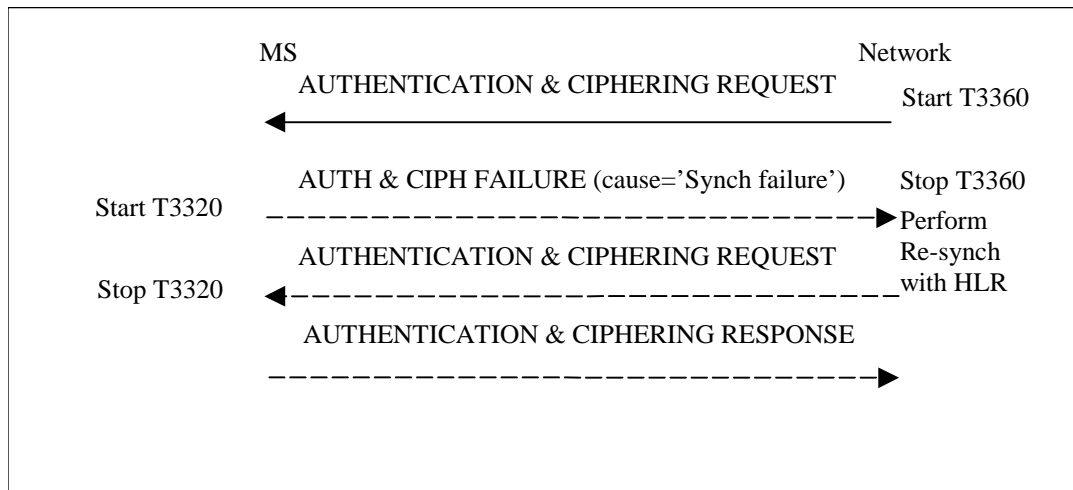 MS
Network
AUTHENTICATION & CIPHERING REQUEST
Start T3360
AUTH & CIPH FAILURE (cause=’Synch failure’)
Stop T3360
Start T3320
Perform
Re-synch
with HLR
AUTHENTICATION & CIPHERING REQUEST
Stop T3320
AUTHENTICATION & CIPHERING RESPONSE